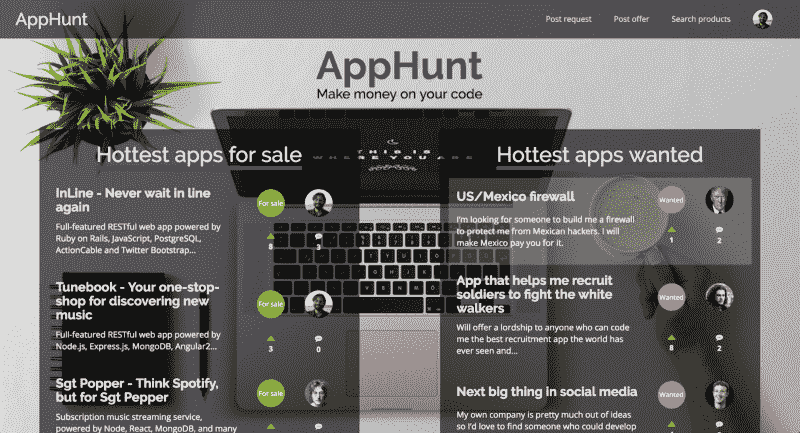 AppHunt
Post request
Post offer
Search products
AppHunt
Make money on your code
Hottest apps for sale
InLine - Never wait in line
again
For sale
Full-featured RESTful web app powered by
Ruby on Rails, JavaScript, PostgreSQL,
ActionCable and Twitter Bootstrap...
8
3
Tunebook - Your one-stop-
shop for discovering new
music
For sale
Full-featured RESTful web app powered by
Node.js, Express.js, MongoDB, Angular2...
3
0
Sgt Popper - Think Spotify,
but for Sgt Pepper
For sale
Subscription music streaming service,
powered by Node, React, MongoDB, and many
THIS IS
WHERE YOU ARE
Hottest apps wanted
US/Mexico firewall
Wanted
I'm looking for someone to build me a firewall
to protect me from Mexican hackers. I will
make Mexico pay you for it.
1
2
App that helps me recruit
soldiers to fight the white
walkers
Wanted
Will offer a lordship to anyone who can code
me the best recruitment app the world has
ever seen and...
8
2
Next big thing in social media
Wanted
My own company is pretty much out of ideas
so I'd love to find someone who could develop